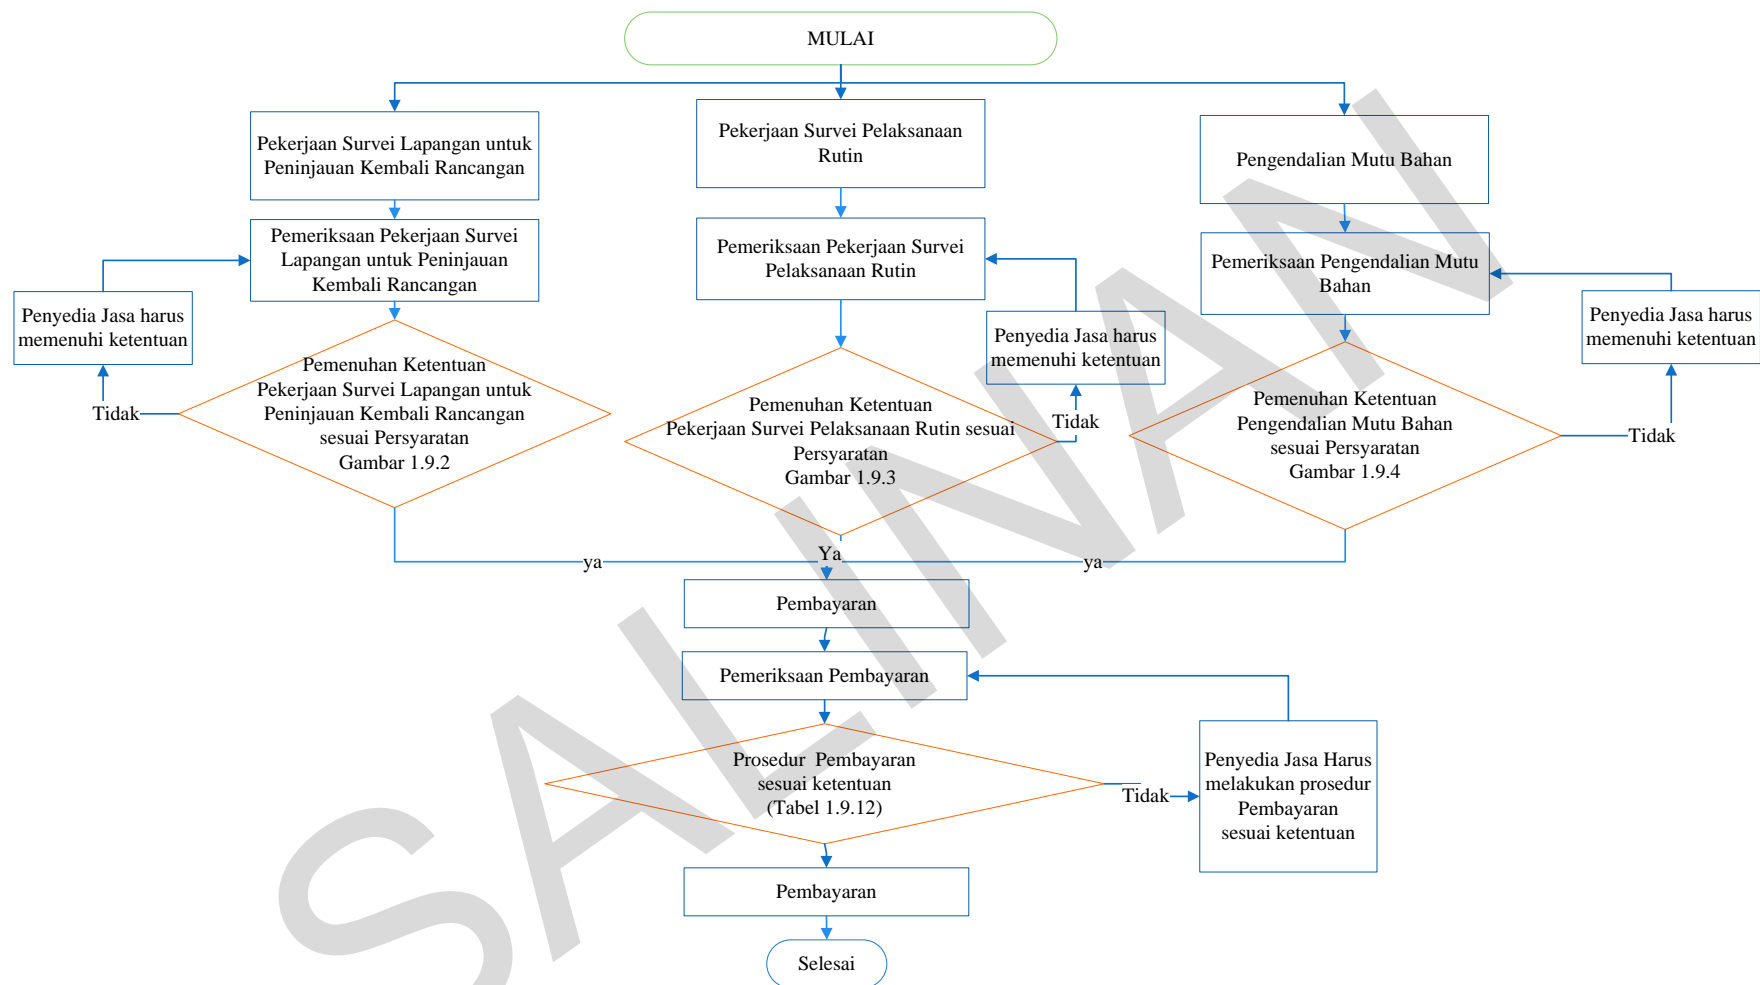 MULAI
Pekerjaan Survei Lapangan untuk
Peninjauan Kembali Rancangan
Pekerjaan Survei Pelaksanaan
Rutin
Pengendalian Mutu Bahan
Pemeriksaan Pekerjaan Survei
Lapangan untuk Peninjauan
Kembali Rancangan
Pemeriksaan Pekerjaan Survei
Pelaksanaan Rutin
Pemeriksaan Pengendalian Mutu
Bahan
Penyedia Jasa harus
memenuhi ketentuan
Penyedia Jasa harus
memenuhi ketentuan
Penyedia Jasa harus
memenuhi ketentuan
Tidak
Pemenuhan Ketentuan
Pekerjaan Survei Lapangan untuk
Peninjauan Kembali Rancangan
sesuai Persyaratan
Gambar 1.9.2
Pemenuhan Ketentuan
Pekerjaan Survei Pelaksanaan Rutin sesuai
Persyaratan
Gambar 1.9.3
Tidak
Pemenuhan Ketentuan
Pengendalian Mutu Bahan
sesuai Persyaratan
Gambar 1.9.4
Tidak
ya
Ya
ya
Pembayaran
Pemeriksaan Pembayaran
Prosedur  Pembayaran
sesuai ketentuan
(Tabel 1.9.12)
Tidak
Penyedia Jasa Harus
melakukan prosedur
Pembayaran
sesuai ketentuan
Pembayaran
Selesai
SALINAN